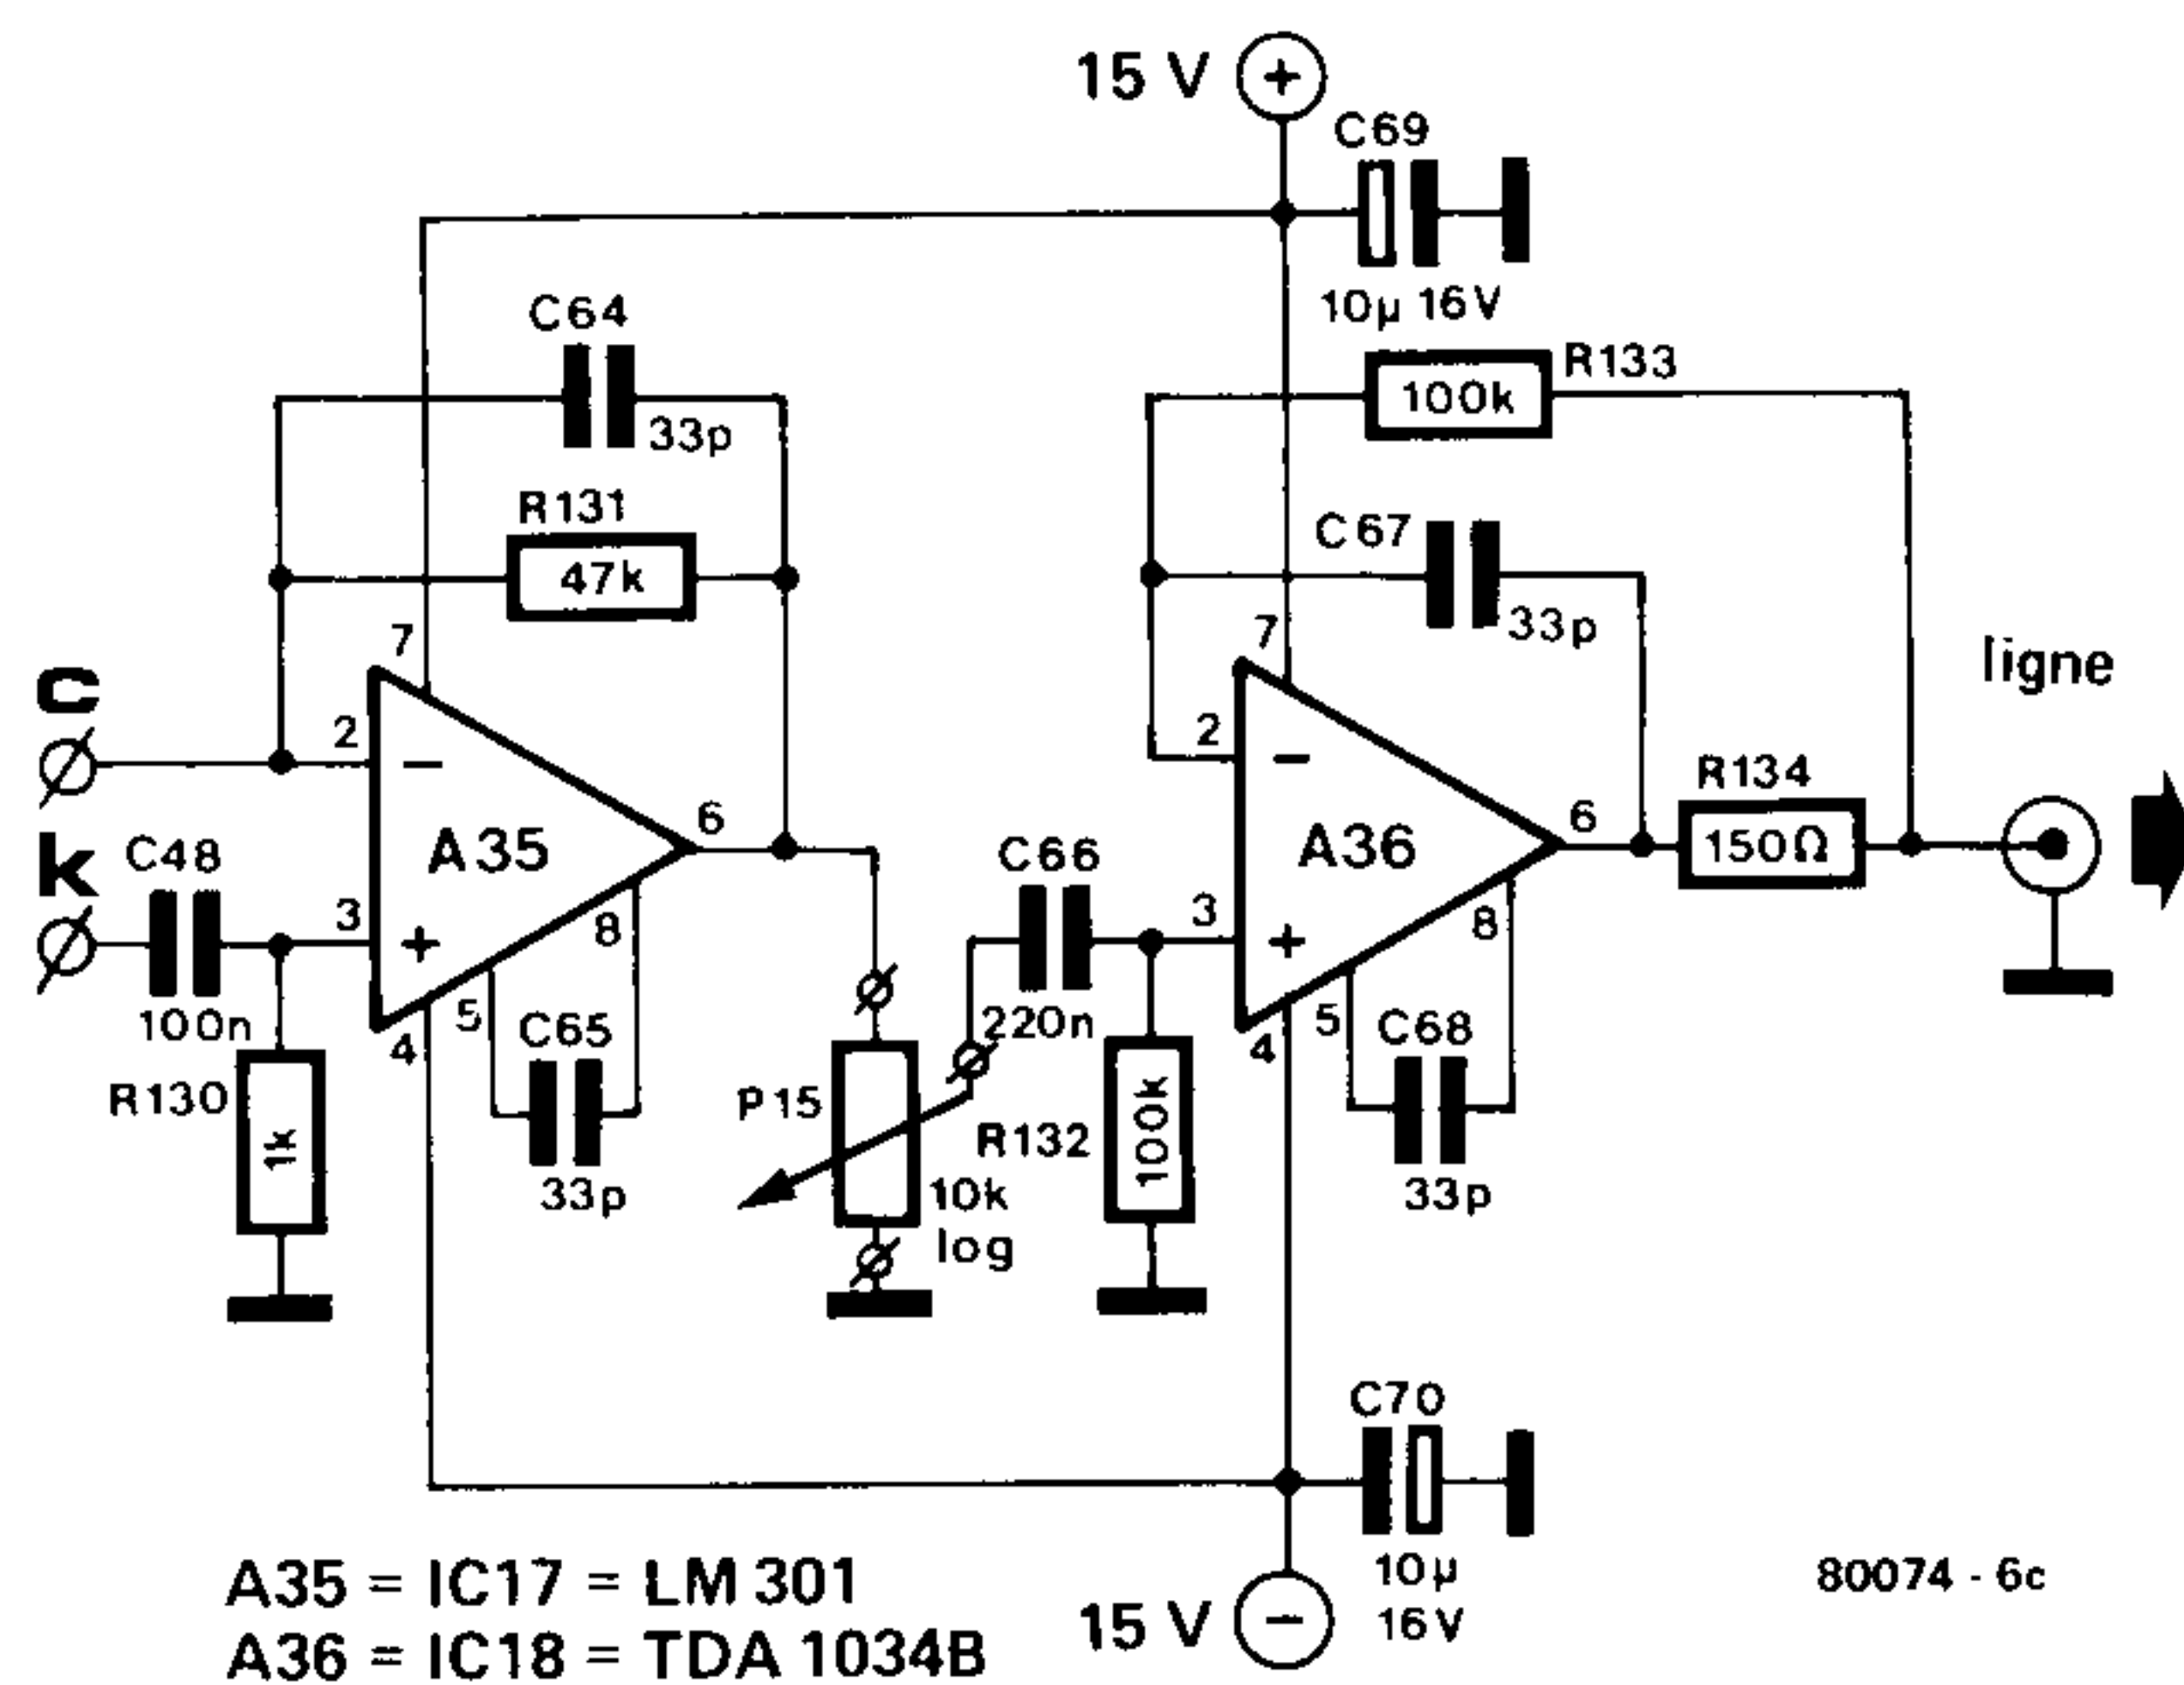 15 V +
C69
10µ 16V
C64
33p
R133
100k
R131
47k
C67
33p
7
7
ligne
c
2
−
2
−
R134
150Ω
6
6
k
C48
100n
A35
A36
C66
220n
3
+
3
+
8
8
5
5
4
4
C65
33p
C68
33p
R130
1k
P15
10k
log
R132
100k
C70
10µ
16V
15 V −
A35 = IC17 = LM 301
A36 = IC18 = TDA 1034B
80074 - 6c